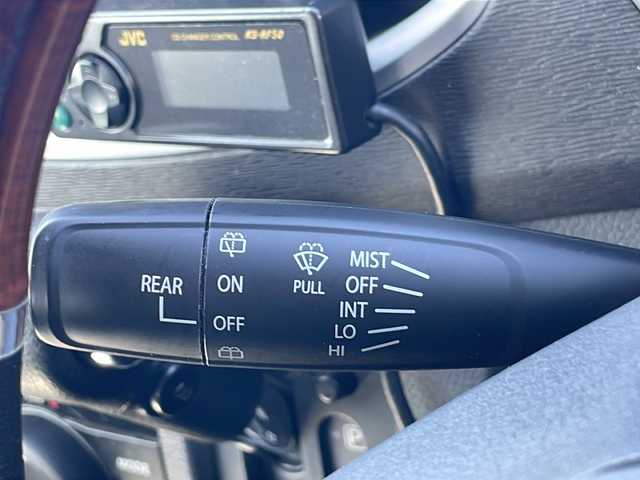 JVC CD CHANGER CONTROL KS-RF50
MIST
OFF
INT
LO
HI
PULL
REAR
ON
OFF